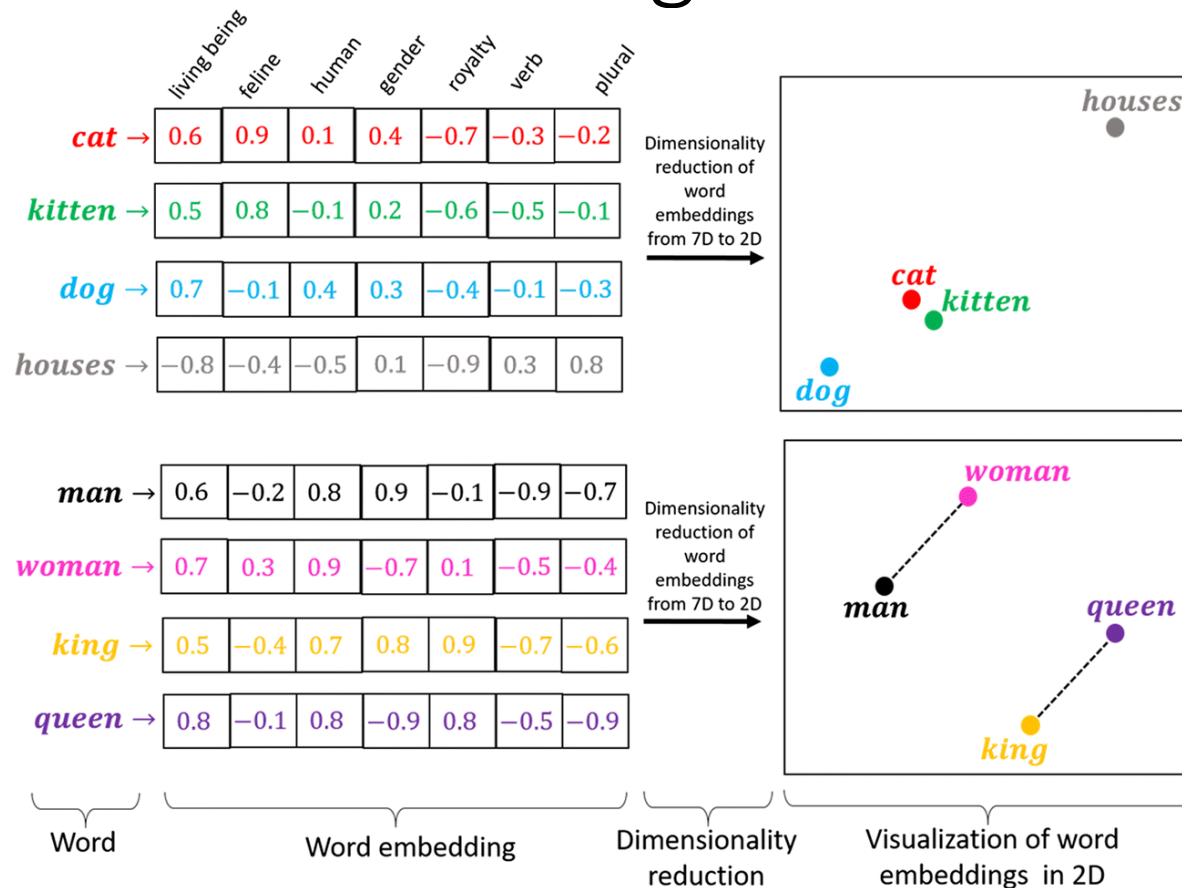 living being feline human gender royalty verb plural
cat → 0.6 0.9 0.1 0.4 −0.7 −0.3 −0.2
kitten → 0.5 0.8 −0.1 0.2 −0.6 −0.5 −0.1
dog → 0.7 −0.1 0.4 0.3 −0.4 −0.1 −0.3
houses → −0.8 −0.4 −0.5 0.1 −0.9 0.3 0.8
Dimensionality
reduction of
word
embeddings
from 7D to 2D
houses
cat
kitten
dog
man → 0.6 −0.2 0.8 0.9 −0.1 −0.9 −0.7
woman → 0.7 0.3 0.9 −0.7 0.1 −0.5 −0.4
king → 0.5 −0.4 0.7 0.8 0.9 −0.7 −0.6
queen → 0.8 −0.1 0.8 −0.9 0.8 −0.5 −0.9
Dimensionality
reduction of
word
embeddings
from 7D to 2D
woman
man
queen
king
Word
Word embedding
Dimensionality
reduction
Visualization of word
embeddings in 2D